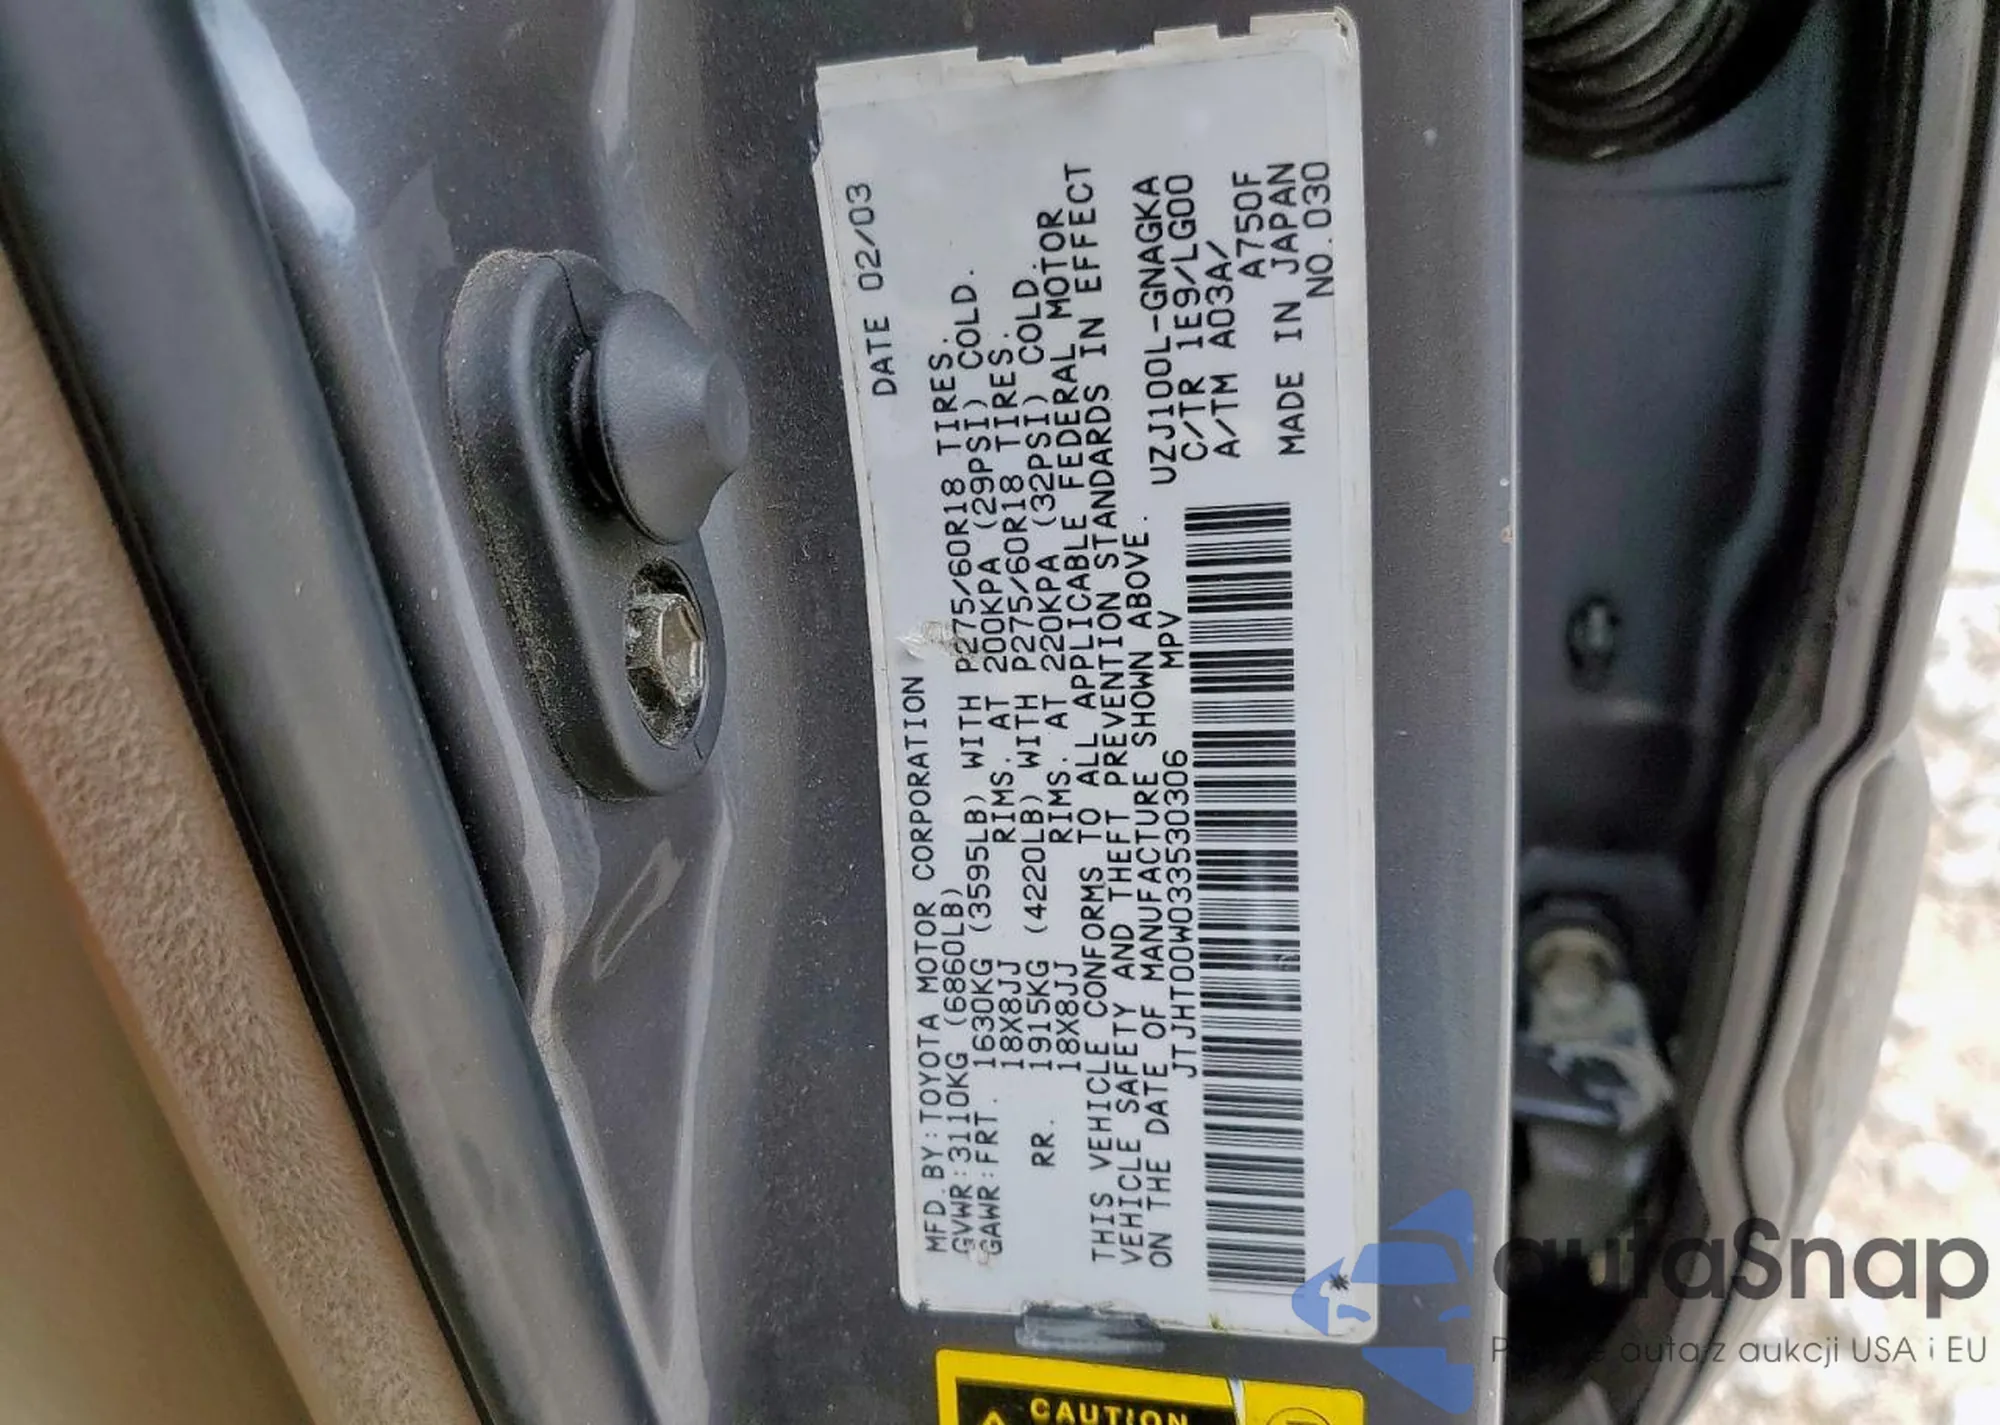 DATE 02/03
MFD.BY:TOYOTA MOTOR CORPORATION
GVWR:3110KG (6860LB)
GAWR:FRT. 1630KG (3595LB) WITH P275/60R18 TIRES.
18X8JJ RIMS. AT 200KPA (29PSI) COLD.
RR. 1915KG (4220LB) WITH P275/60R18 TIRES.
18X8JJ RIMS. AT 220KPA (32PSI) COLD.
THIS VEHICLE CONFORMS TO ALL APPLICABLE FEDERAL MOTOR
VEHICLE SAFETY AND THEFT PREVENTION STANDARDS IN EFFECT
ON THE DATE OF MANUFACTURE SHOWN ABOVE.
JTJHT00W033530306 MPV
UZJ100L-GNAGKA
C/TR 1E9/LG00
A/TM A03A/
A750F
MADE IN JAPAN
NO.030
*
CAUTION
autaSnap
auta z aukcji USA i EU